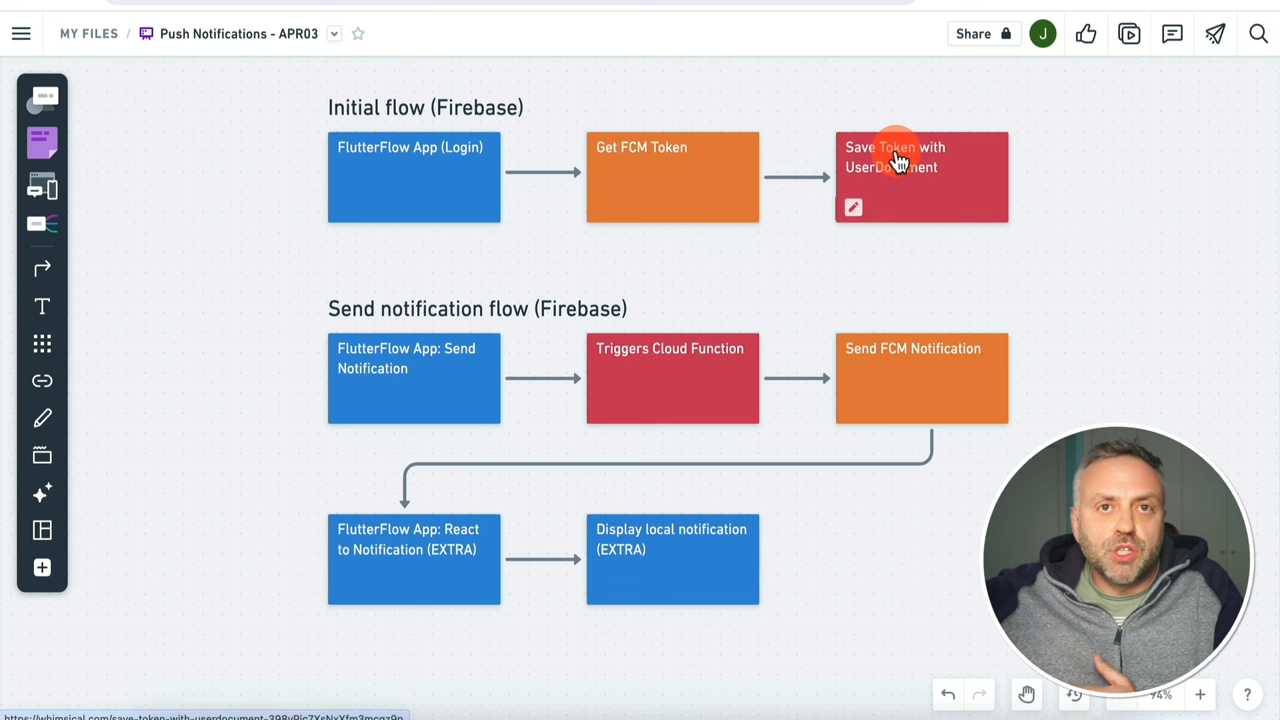 MY FILES / Push Notifications - APR03
Share
J
Initial flow (Firebase)
FlutterFlow App (Login)
Get FCM Token
Save Token with
UserDocument
Send notification flow (Firebase)
FlutterFlow App: Send
Notification
Triggers Cloud Function
Send FCM Notification
FlutterFlow App: React
to Notification (EXTRA)
Display local notification
(EXTRA)
94%
?